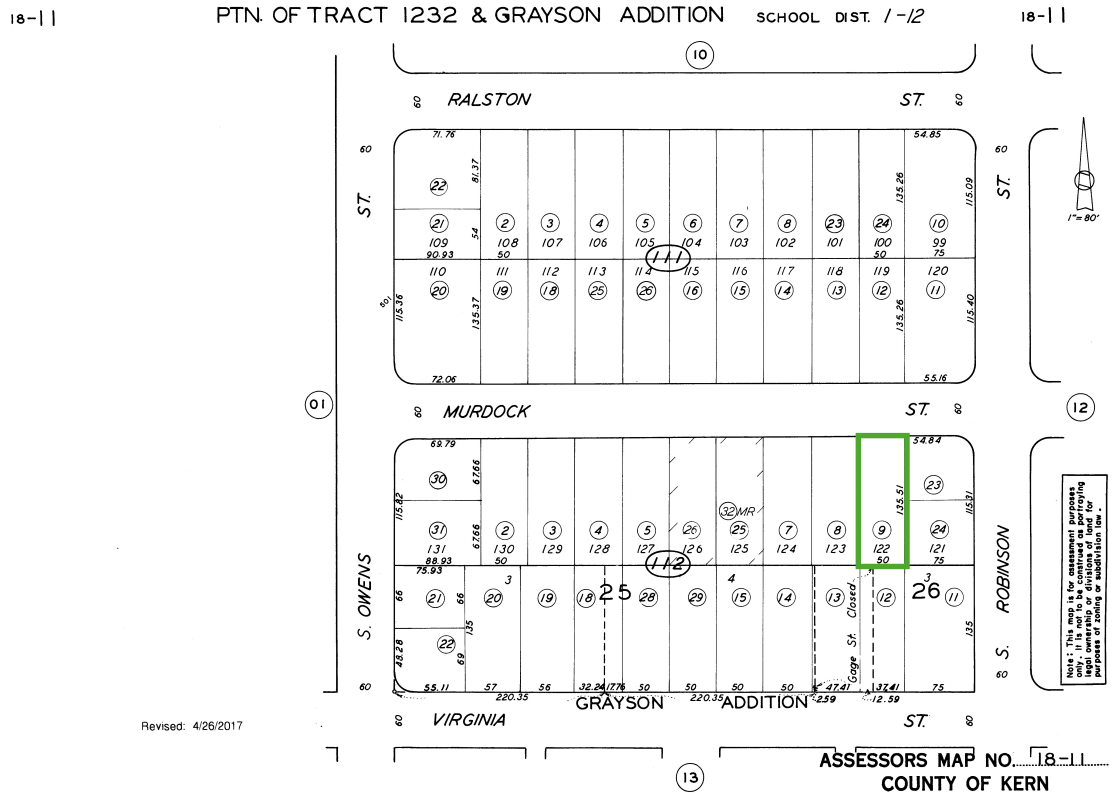 18-11 PTN. OF TRACT 1232 & GRAYSON ADDITION SCHOOL DIST. 1-12 18-11
10
60 RALSTON ST. 60
71.76 54.85
60 60
ST. ST.
81.37 135.26 115.09
22
1"=80'
21 2 3 4 5 6 7 8 23 24 10
54
109 108 107 106 105 104 103 102 101 100 99
90.93 50 111 50 75
110 111 112 113 114 115 116 117 118 119 120
20 19 18 25 26 16 15 14 13 12 11
501 115.36 135.37 135.26 115.40
72.06 55.16
01 60 MURDOCK ST. 60 12
69.79 54.84
67.66
30 23
115.82 135.51 115.31
32 MR
31 2 3 4 5 26 25 7 8 9 24
67.66
131 130 129 128 127 126 125 124 123 122 121
88.93 50 112 50 75
75.93 3 4 3
25 26
66 21 66 20 19 18 28 29 15 14 13 12 11
135 135
Gage St. Closed
S. OWENS
S. ROBINSON
22
48.28 69
60 55.11 57 56 32.24 17.76 50 50 50 50 47.41 37.41 75 60
220.35 220.35 2.59 12.59
GRAYSON ADDITION
60 VIRGINIA ST. 60
Note: This map is for assessment purposes
only. It is not to be construed as portraying
legal ownership or divisions of land for
purposes of zoning or subdivision law.
Revised: 4/26/2017
13
ASSESSORS MAP NO. 18-11
COUNTY OF KERN